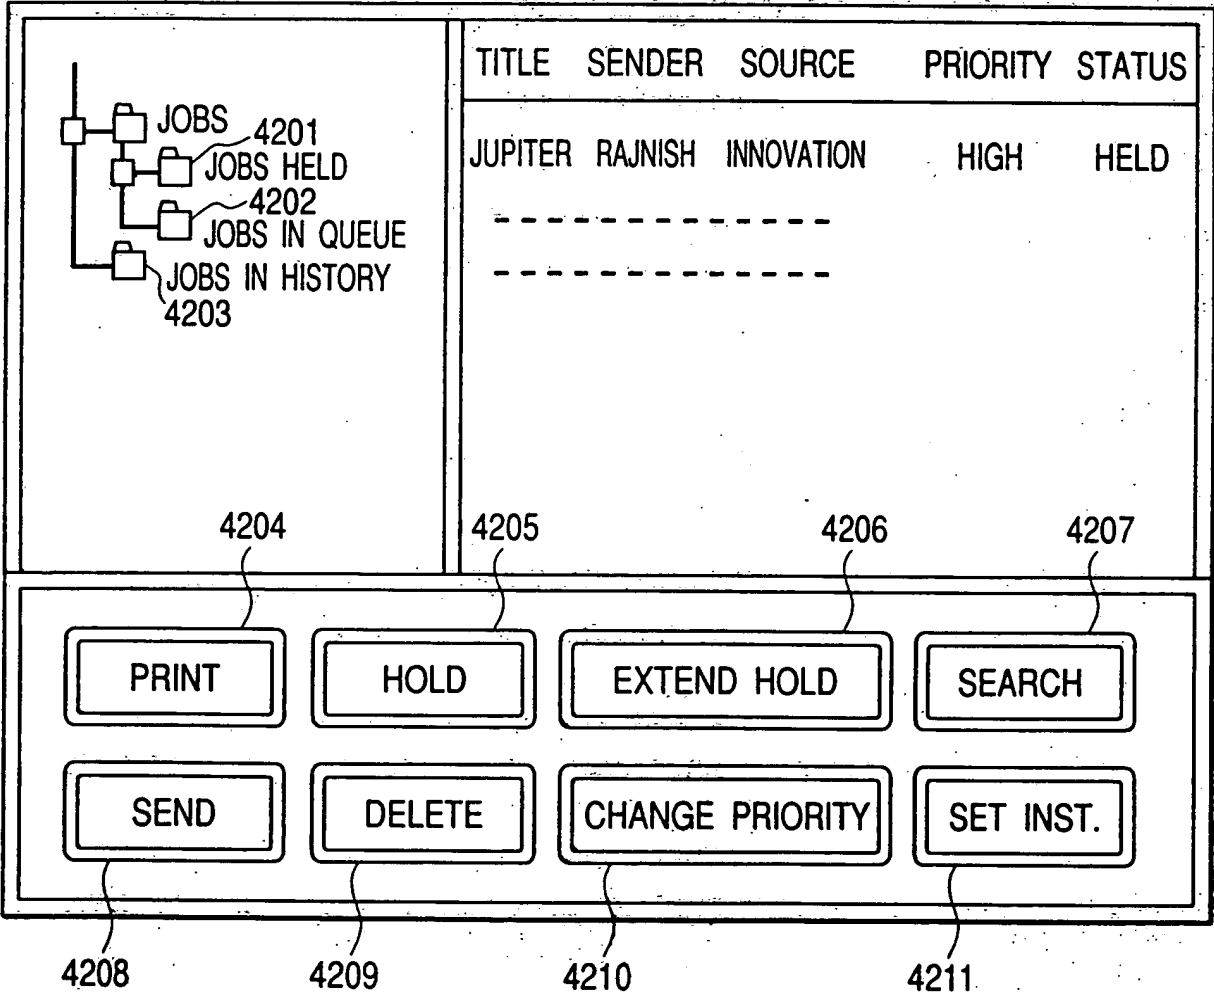 TITLE SENDER SOURCE PRIORITY STATUS
JUPITER RAJNISH INNOVATION HIGH HELD
JOBS
4201
JOBS HELD
4202
JOBS IN QUEUE
JOBS IN HISTORY
4203
4204 4205 4206 4207
PRINT HOLD EXTEND HOLD SEARCH
SEND DELETE CHANGE PRIORITY SET INST.
4208 4209 4210 4211